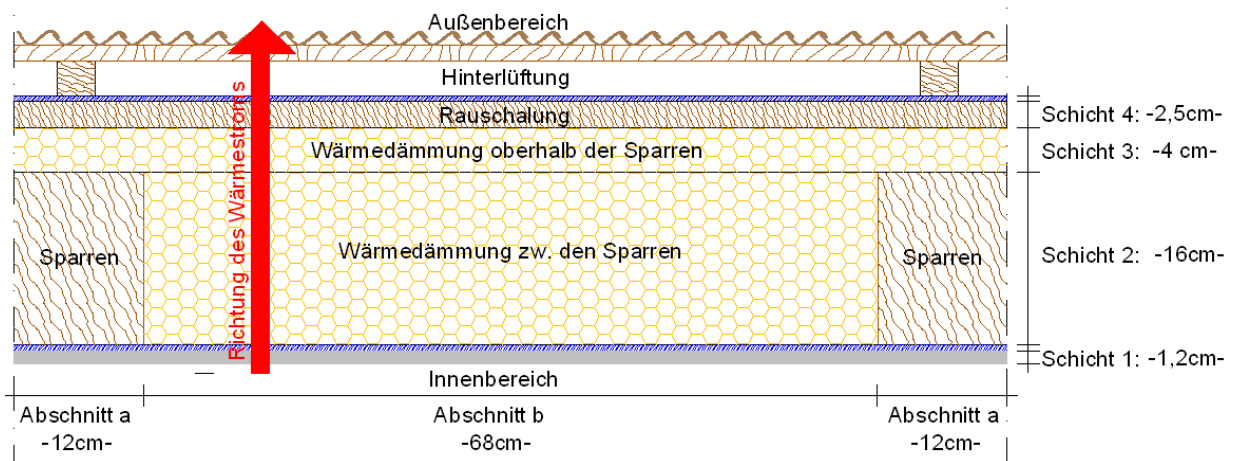 Außenbereich
Hinterlüftung
Rauschalung
Schicht 4: -2,5cm-
Wärmedämmung oberhalb der Sparren
Schicht 3: -4 cm-
Richtung des Wärmestroms
Sparren
Wärmedämmung zw. den Sparren
Sparren
Schicht 2: -16cm-
Schicht 1: -1,2cm-
Innenbereich
Abschnitt a
-12cm-
Abschnitt b
-68cm-
Abschnitt a
-12cm-